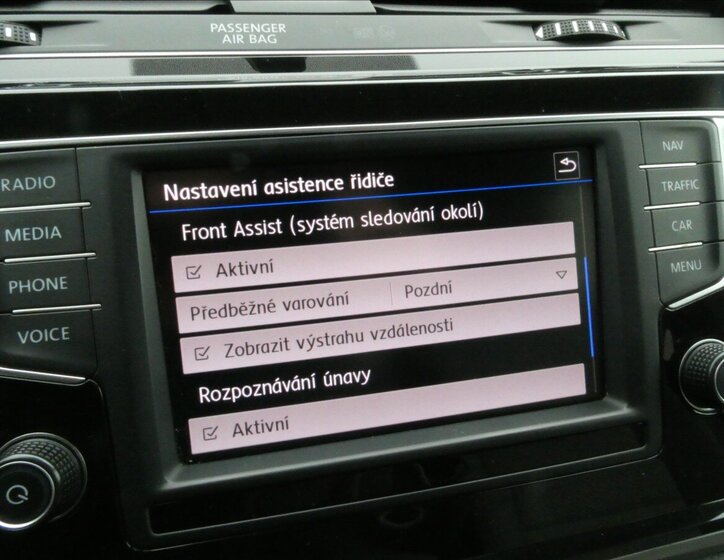 PASSENGER
AIR BAG
RADIO
MEDIA
PHONE
VOICE
Nastavení asistence řidiče
Front Assist (systém sledování okolí)
Aktivní
Předběžné varování Pozdní
Zobrazit výstrahu vzdálenosti
Rozpoznávání únavy
Aktivní
NAV
TRAFFIC
CAR
MENU